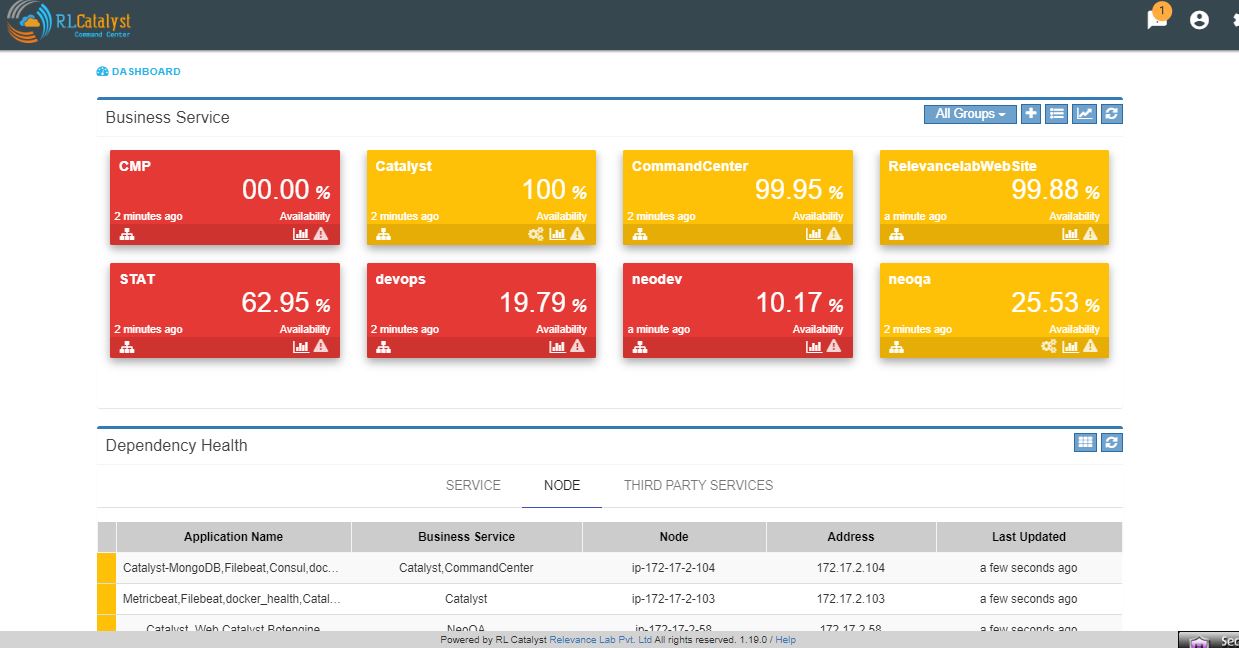 RLCatalyst
Command Center
1
DASHBOARD
Business Service
All Groups
CMP
00.00 %
2 minutes ago Availability
Catalyst
100 %
2 minutes ago Availability
CommandCenter
99.95 %
2 minutes ago Availability
RelevancelabWebSite
99.88 %
a minute ago Availability
STAT
62.95 %
2 minutes ago Availability
devops
19.79 %
2 minutes ago Availability
neodev
10.17 %
a minute ago Availability
neoqa
25.53 %
2 minutes ago Availability
Dependency Health
SERVICE NODE THIRD PARTY SERVICES
Application Name Business Service Node Address Last Updated
Catalyst-MongoDB,Filebeat,Consul,doc... Catalyst,CommandCenter ip-172-17-2-104 172.17.2.104 a few seconds ago
Metricbeat,Filebeat,docker_health,Catal... Catalyst ip-172-17-2-103 172.17.2.103 a few seconds ago
Catalyst_Web,Catalyst,Botengine NeoQA ip-172-17-2-58 172.17.2.58 a few seconds ago
Powered by RL Catalyst Relevance Lab Pvt. Ltd All rights reserved. 1.19.0 / Help